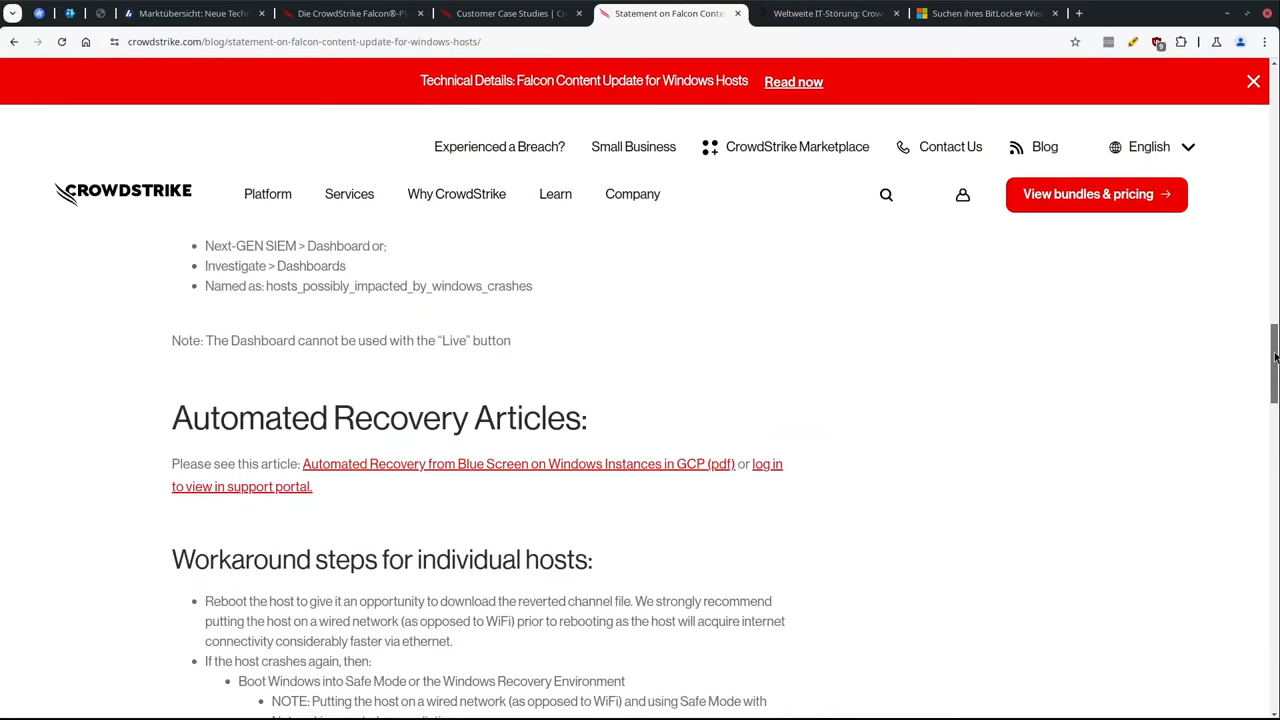 Marktübersicht: Neue Tech
Die CrowdStrike Falcon®-P
Customer Case Studies | Cr
Statement on Falcon Conte
Weltweite IT-Störung: Crow
Suchen ihres BitLocker-Wie
crowdstrike.com/blog/statement-on-falcon-content-update-for-windows-hosts/
9
Technical Details: Falcon Content Update for Windows Hosts Read now
Experienced a Breach? Small Business CrowdStrike Marketplace Contact Us Blog English
CROWDSTRIKE Platform Services Why CrowdStrike Learn Company View bundles & pricing →
• Next-GEN SIEM > Dashboard or;
• Investigate > Dashboards
• Named as: hosts_possibly_impacted_by_windows_crashes
Note: The Dashboard cannot be used with the “Live” button
Automated Recovery Articles:
Please see this article: Automated Recovery from Blue Screen on Windows Instances in GCP (pdf) or log in
to view in support portal.
Workaround steps for individual hosts:
• Reboot the host to give it an opportunity to download the reverted channel file. We strongly recommend
putting the host on a wired network (as opposed to WiFi) prior to rebooting as the host will acquire internet
connectivity considerably faster via ethernet.
• If the host crashes again, then:
• Boot Windows into Safe Mode or the Windows Recovery Environment
• NOTE: Putting the host on a wired network (as opposed to WiFi) and using Safe Mode with